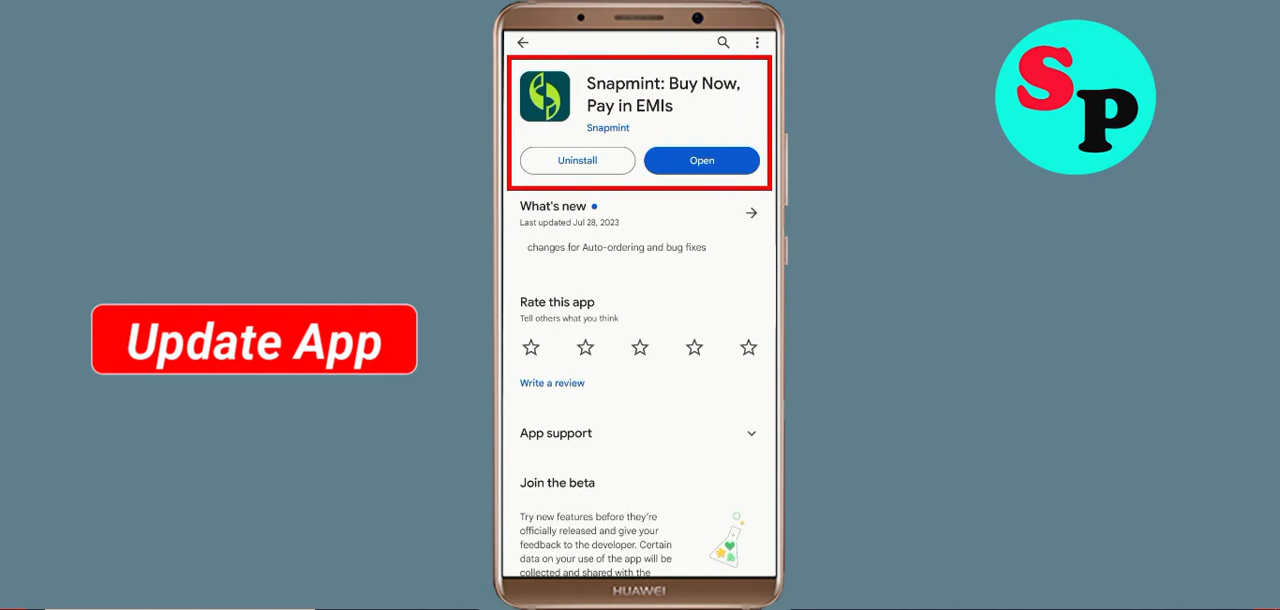 Snapmint: Buy Now,
Pay in EMIs
Snapmint
Uninstall
Open
What's new
Last updated Jul 28, 2023
changes for Auto-ordering and bug fixes
Rate this app
Tell others what you think
Write a review
App support
Join the beta
Try new features before they're
officially released and give your
feedback to the developer. Certain
data on your use of the app will be
collected and shared with the
HUAWEI
Update App
SP